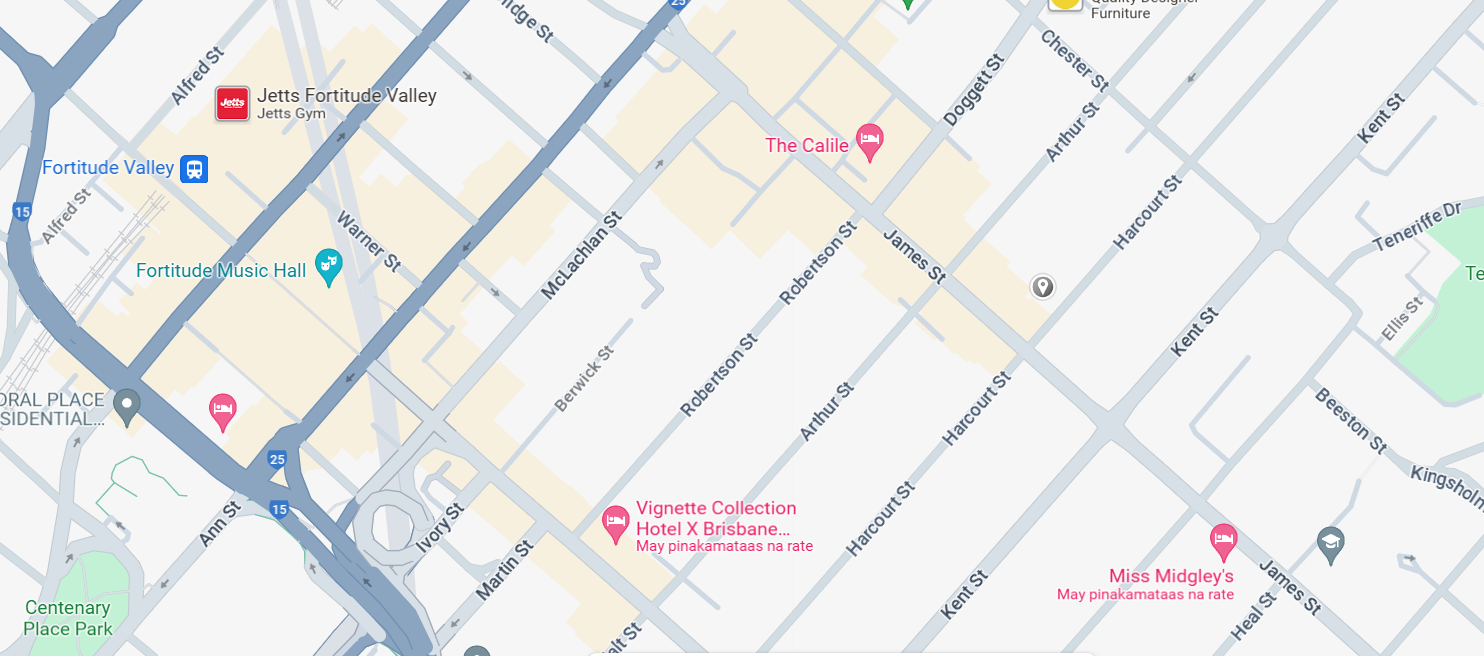 Quality Designer
Furniture
25
Alfred St
Chester St
Jetts
Jetts Fortitude Valley
Jetts Gym
Doggett St
Kent St
Arthur St
The Calile
Fortitude Valley
15
Alfred St
Harcourt St
Teneriffe Dr
Warner St
McLachlan St
Robertson St
James St
Fortitude Music Hall
Te
Ellis St
Kent St
Berwick St
Robertson St
ORAL PLACE
SIDENTIAL...
Arthur St
Harcourt St
Beeston St
25
Kingsholm
15
Ann St
Ivory St
Harcourt St
Vignette Collection
Hotel X Brisbane...
May pinakamataas na rate
Martin St
Miss Midgley's
May pinakamataas na rate
James St
Kent St
Heal St
Centenary
Place Park
alt St